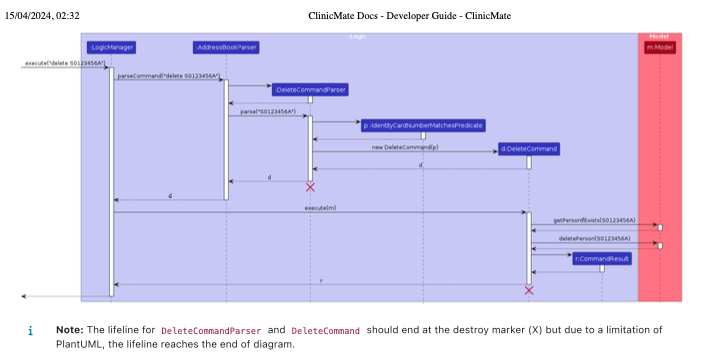 15/04/2024, 02:32
ClinicMate Docs - Developer Guide - ClinicMate
Logic
Model
:LogicManager
:AddressBookParser
m:Model
execute("delete S0123456A")
parseCommand("delete S0123456A")
:DeleteCommandParser
parse("S0123456A")
p :IdentityCardNumberMatchesPredicate
new DeleteCommand(p)
d:DeleteCommand
d
d
d
execute(m)
getPersonIfExists(S0123456A)
deletePerson(S0123456A)
r:CommandResult
r
i
Note: The lifeline for DeleteCommandParser and DeleteCommand should end at the destroy marker (X) but due to a limitation of
PlantUML, the lifeline reaches the end of diagram.